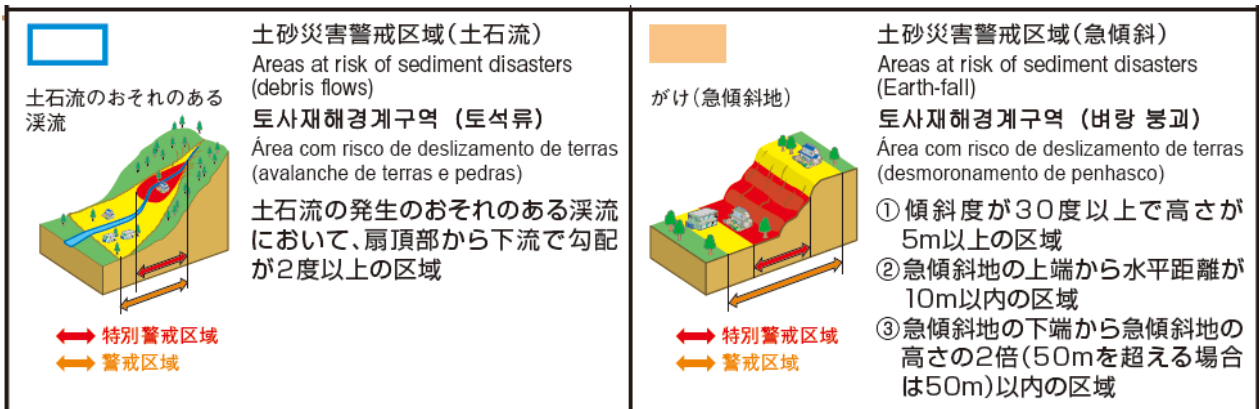 土石流のおそれのある
渓流
特別警戒区域
警戒区域
土砂災害警戒区域(土石流)
Areas at risk of sediment disasters
(debris flows)
토사재해경계구역 (토석류)
Área com risco de deslizamento de terras
(avalanche de terras e pedras)
土石流の発生のおそれのある渓流
において、扇頂部から下流で勾配
が2度以上の区域
がけ(急傾斜地)
特別警戒区域
警戒区域
土砂災害警戒区域(急傾斜)
Areas at risk of sediment disasters
(Earth-fall)
토사재해경계구역 (벼랑 붕괴)
Área com risco de deslizamento de terras
(desmoronamento de penhasco)
①傾斜度が30度以上で高さが
5m以上の区域
②急傾斜地の上端から水平距離が
10m以内の区域
③急傾斜地の下端から急傾斜地の
高さの2倍(50mを超える場合
は50m)以内の区域